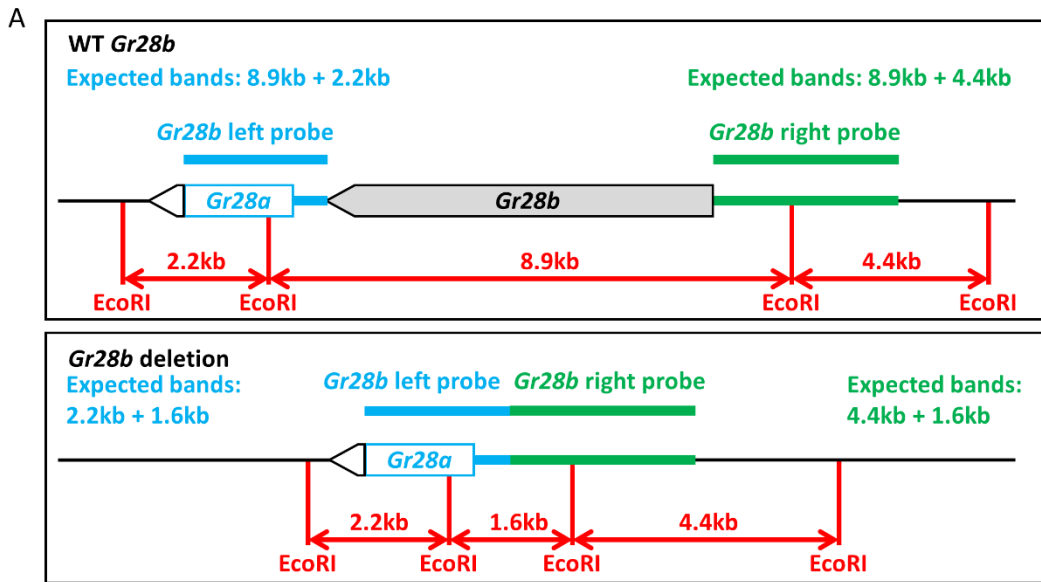 A
WT Gr28b
Expected bands: 8.9kb + 2.2kb
Expected bands: 8.9kb + 4.4kb
Gr28b left probe
Gr28b right probe
Gr28a
Gr28b
2.2kb
8.9kb
4.4kb
EcoRI
EcoRI
EcoRI
EcoRI
Gr28b deletion
Expected bands:
2.2kb + 1.6kb
Gr28b left probe
Gr28b right probe
Expected bands:
4.4kb + 1.6kb
Gr28a
2.2kb
1.6kb
4.4kb
EcoRI
EcoRI
EcoRI
EcoRI